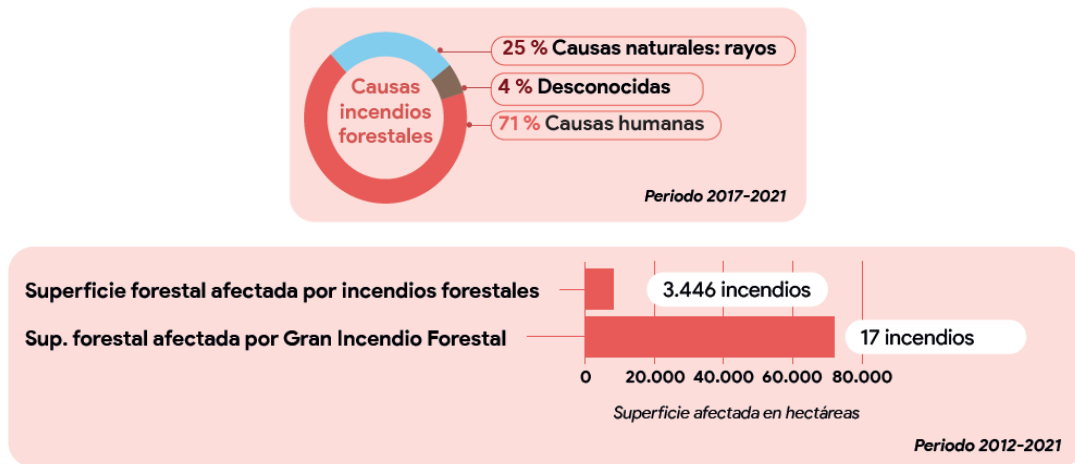 Causas
incendios
forestales
25 % Causas naturales: rayos
4 % Desconocidas
71 % Causas humanas
Periodo 2017-2021
Superficie forestal afectada por incendios forestales
3.446 incendios
Sup. forestal afectada por Gran Incendio Forestal
17 incendios
0 20.000 40.000 60.000 80.000
Superficie afectada en hectáreas
Periodo 2012-2021